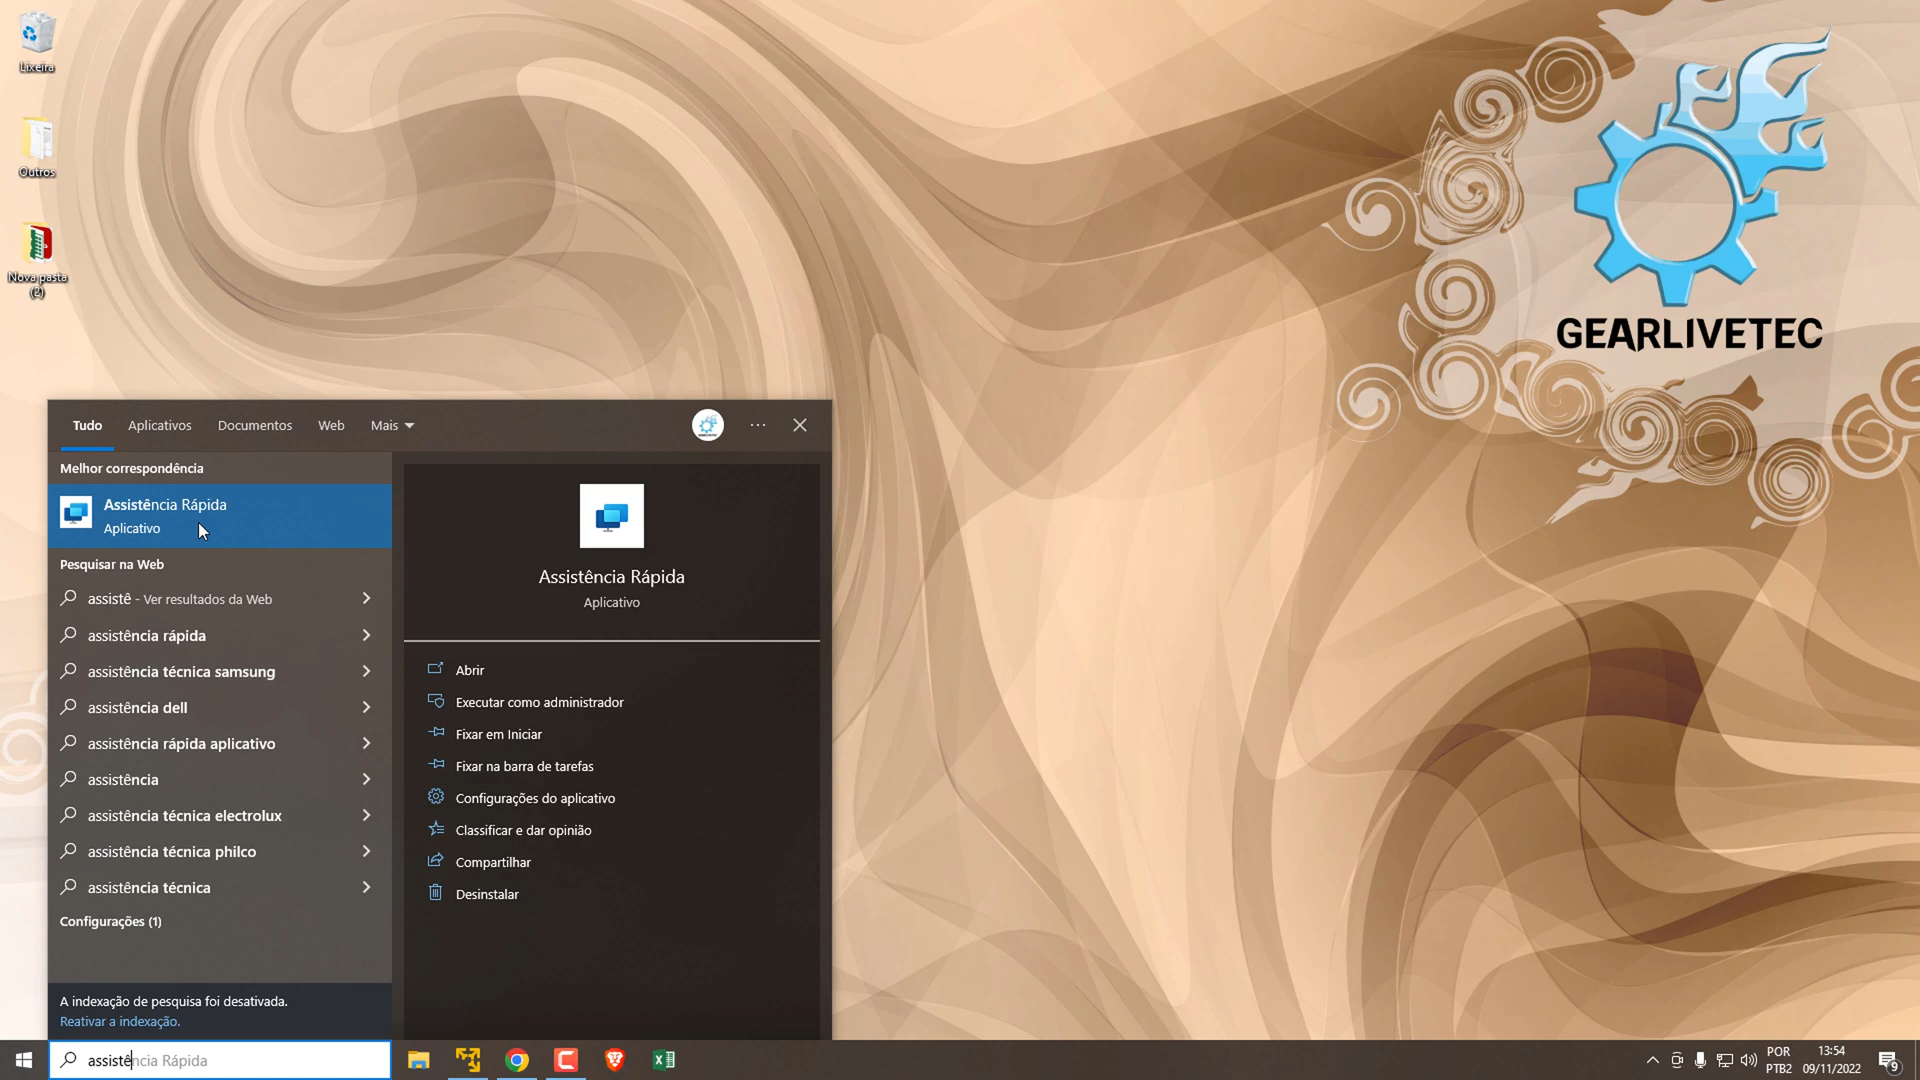 Lixeira
Outros
Nova pasta
(2)
GEARLIVETEC
Tudo
Aplicativos
Documentos
Web
Mais
Melhor correspondência
Assistência Rápida
Aplicativo
Pesquisar na Web
assistê - Ver resultados da Web
assistência rápida
assistência técnica samsung
assistência dell
assistência rápida aplicativo
assistência
assistência técnica electrolux
assistência técnica philco
assistência técnica
Configurações (1)
A indexação de pesquisa foi desativada.
Reativar a indexação.
Assistência Rápida
Aplicativo
Abrir
Executar como administrador
Fixar em Iniciar
Fixar na barra de tarefas
Configurações do aplicativo
Classificar e dar opinião
Compartilhar
Desinstalar
assistência Rápida
POR
PTB2
13:54
09/11/2022
9